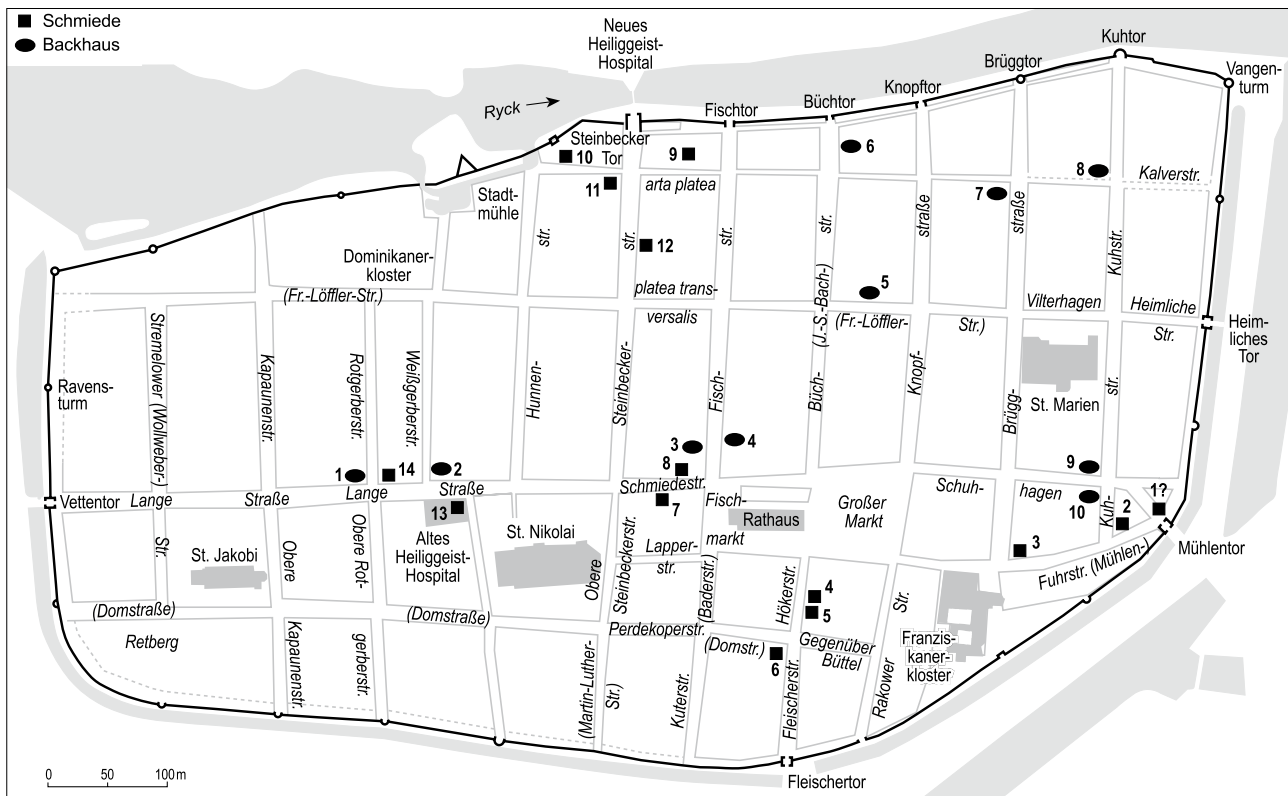 Schmiede
Backhaus
Neues
Heiliggeist-
Hospital
Kuhtor
Brüggtor
Vangen-
turm
Knopftor
Büchtor
Fischtor
Ryck
Steinbecker
Tor
10
9
6
11
arta platea
8
Kalverstr.
7
Stadt-
mühle
str.
str.
12
str.
str.
straße
straße
Kuhstr.
Dominikaner-
kloster
(Fr.-Löffler-Str.)
platea trans-
versalis
5
(J.-S.-Bach-)
(Fr.-Löffler-
Str.)
Vilterhagen
Heimliche
Str.
Heim-
liches
Tor
Ravens-
turm
Stremelower (Wollweber-)
Kapaunenstr.
Rotgerberstr.
Weißgerberstr.
Hunnen-
Steinbecker-
Fisch-
Büch-
Knopf-
Brügg-
St. Marien
str.
1
14
2
3
4
8
9
Vettentor
Lange
Straße
Lange
Straße
Schmiedestr.
7
Fisch-
markt
Rathaus
Großer
Markt
Schuh-
hagen
10
Kuh-
2
1?
Mühlentor
13
Altes
Heiliggeist-
Hospital
St. Nikolai
Str.
St. Jakobi
Obere
Obere Rot-
Obere
Steinbeckerstr.
Lapper-
str.
(Baderstr.)
3
Fuhrstr. (Mühlen-)
Hökerstr.
4
5
Str.
(Domstraße)
(Domstraße)
Retberg
Kapaunenstr.
gerberstr.
Perdekoperstr.
(Domstr.)
6
Gegenüber
Büttel
Franzis-
kaner-
kloster
(Martin-Luther-
Str.)
Kuterstr.
Fleischerstr.
Rakower
Fleischertor
0 50 100 m